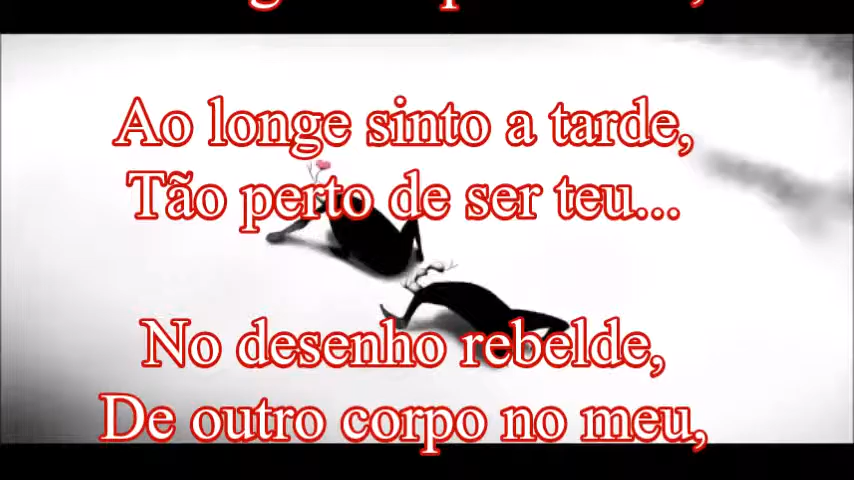 Ao longe sinto a tarde,
Tão perto de ser teu...
No desenho rebelde,
De outro corpo no meu,